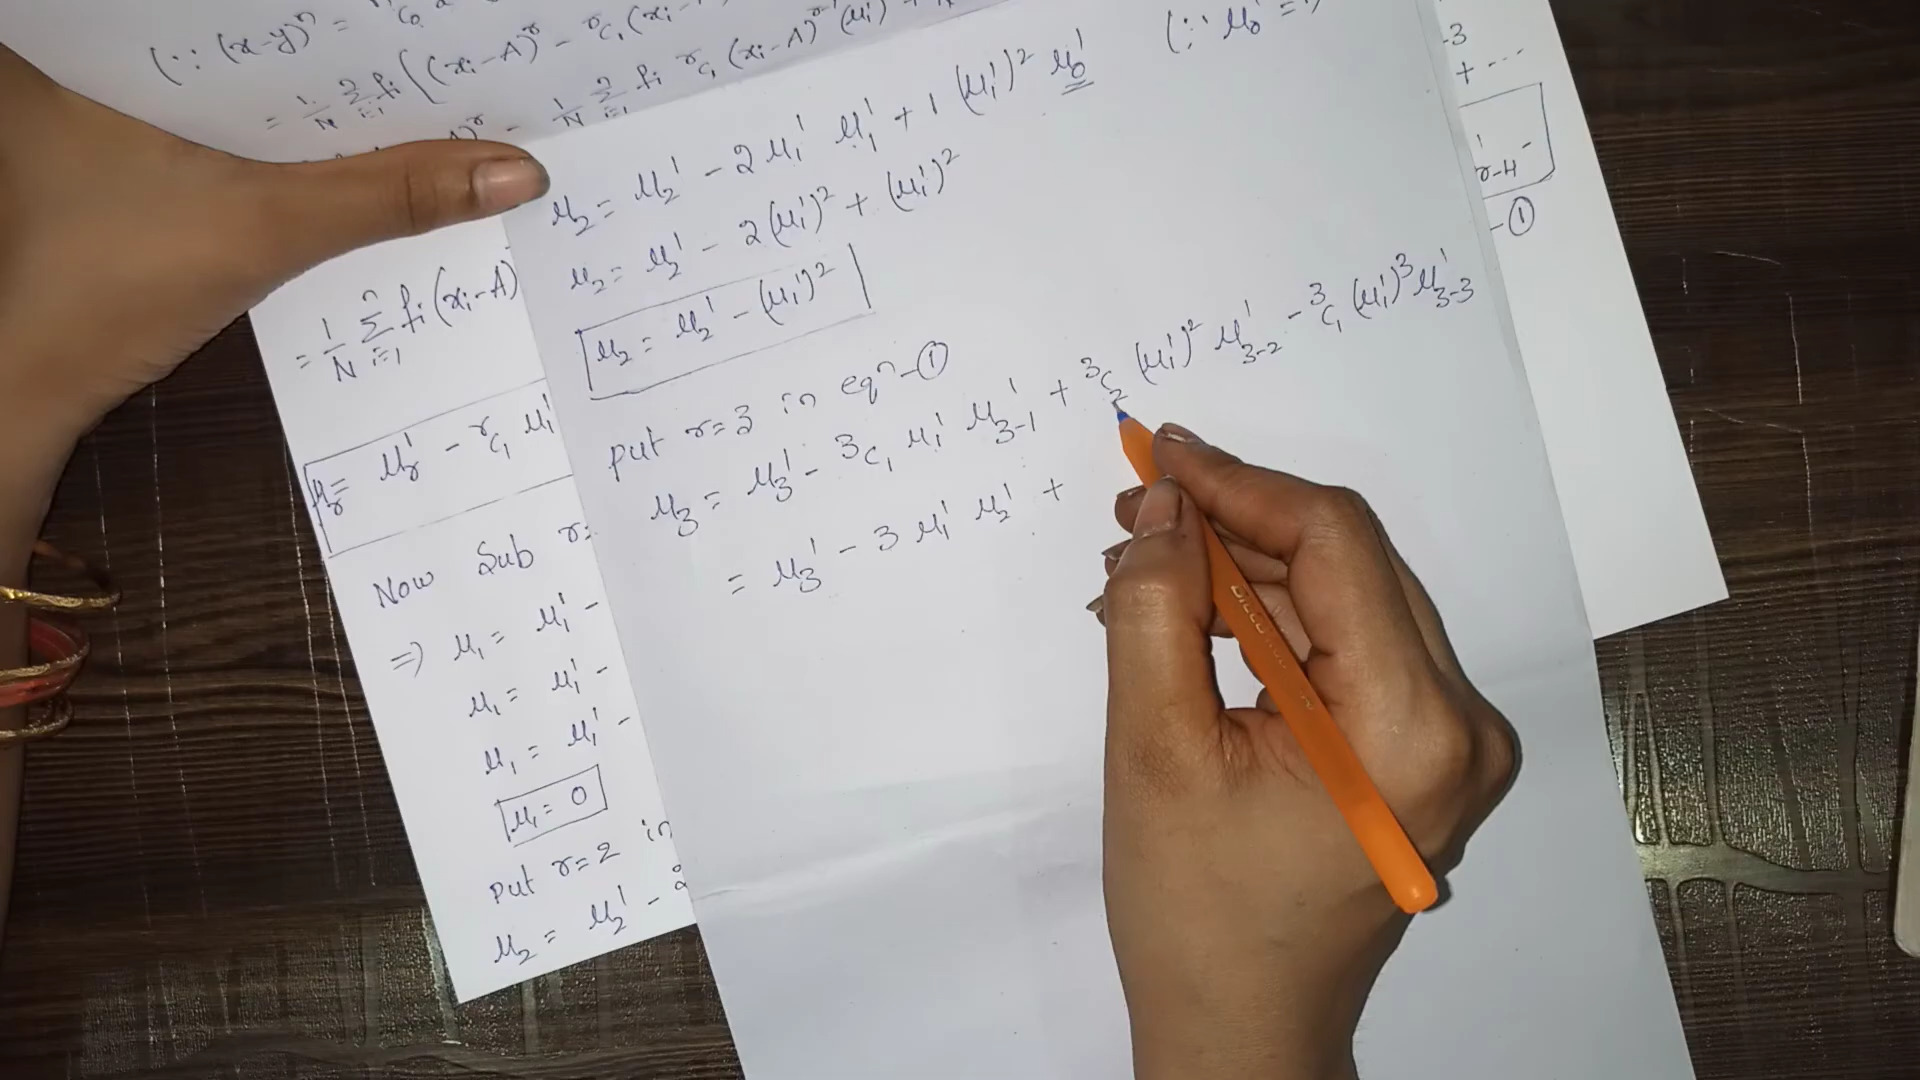 (∵ (x-y)ⁿ =
= 1/N Σ fi ((xi-A)^r - ^rC₁ (xi-
1/N Σ fi ^rC₁ (xi-A)^r-1 (μ₁')
= 1/N Σ i=1 n fi (xi-A)
μr = μr' - ^rC₁ μ₁'
Now Sub r=
=> μ₁ = μ₁' -
μ₁ = μ₁' -
μ₁ = μ₁' -
μ₁ = 0
put r=2 in
μ₂ = μ₂' - 2
μ₂ = μ₂' - 2 μ₁' μ₁' + 1 (μ₁')² μ₀' (∵ μ₀' =
μ₂ = μ₂' - 2(μ₁')² + (μ₁')²
μ₂ = μ₂' - (μ₁')²
put r=3 in eqⁿ-①
μ₃ = μ₃' - ³C₁ μ₁' μ'₃₋₁ + ³C₂ (μ₁')² μ'₃₋₂ - ³C₁ (μ₁')³ μ'₃₋₃
= μ₃' - 3 μ₁' μ₂' +
-3
+ ....
' r-4
-①